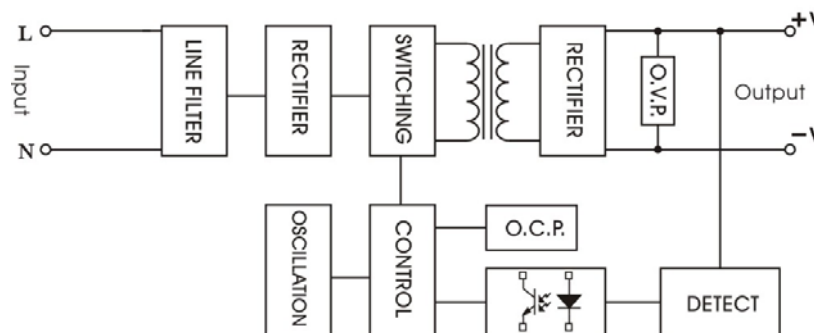 L
Input
N
LINE FILTER
RECTIFIER
SWITCHING
RECTIFIER
O.V.P.
+V
Output
-V
OSCILLATION
CONTROL
O.C.P.
DETECT